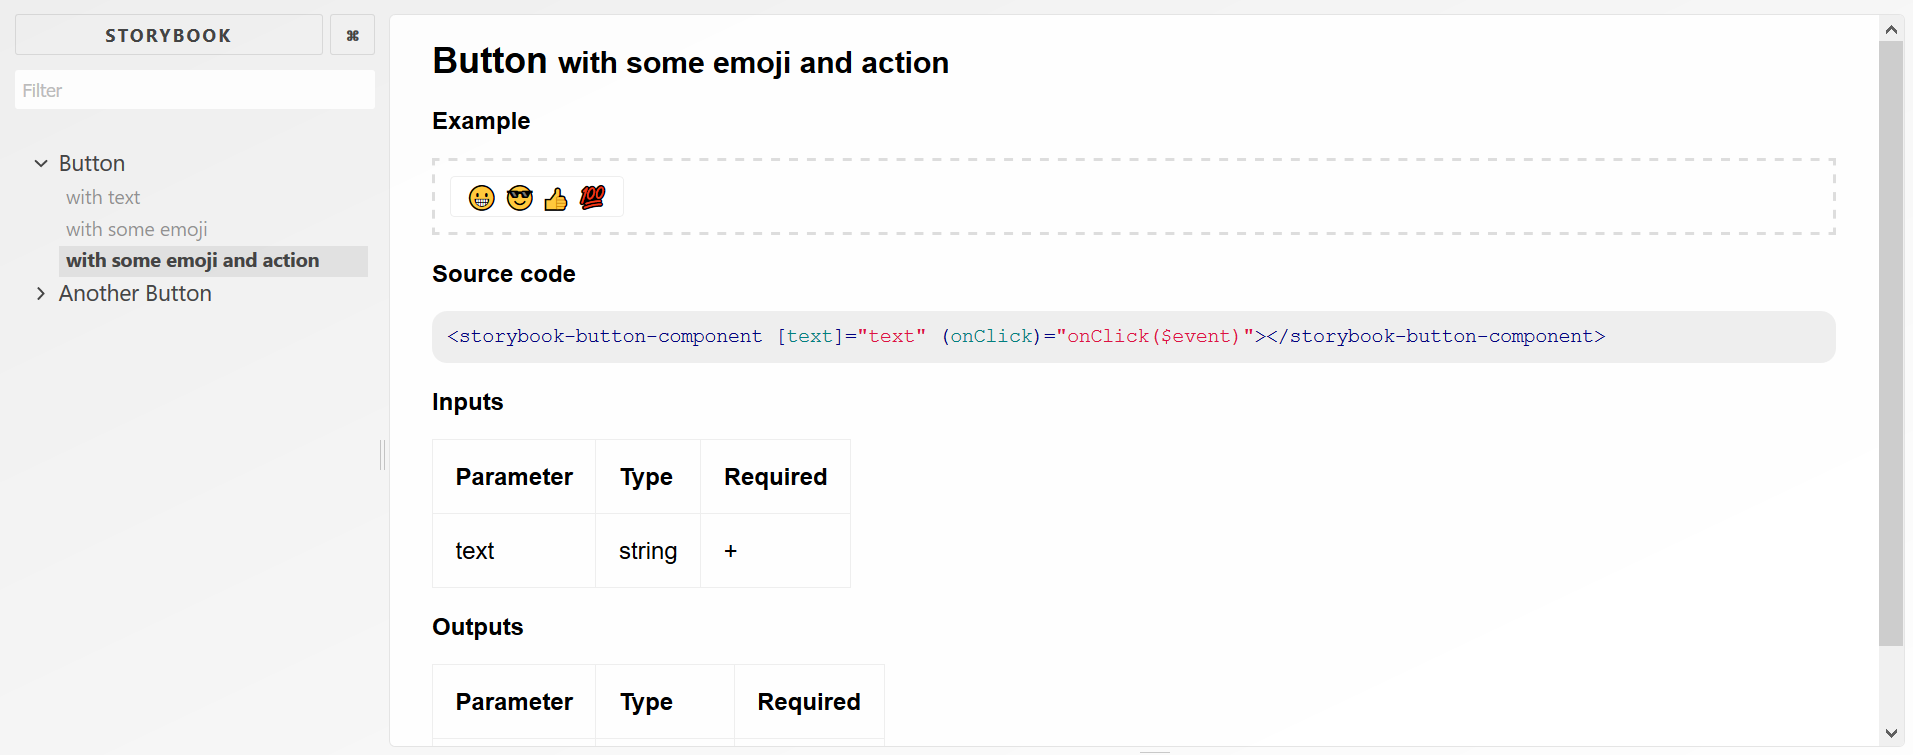 STORYBOOK ⌘
Filter
Button
with text
with some emoji
with some emoji and action
Another Button
Button with some emoji and action
Example
😀 😎 👍 💯
Source code
<storybook-button-component [text]="text" (onClick)="onClick($event)"></storybook-button-component>
Inputs
Parameter Type Required
text string +
Outputs
Parameter Type Required